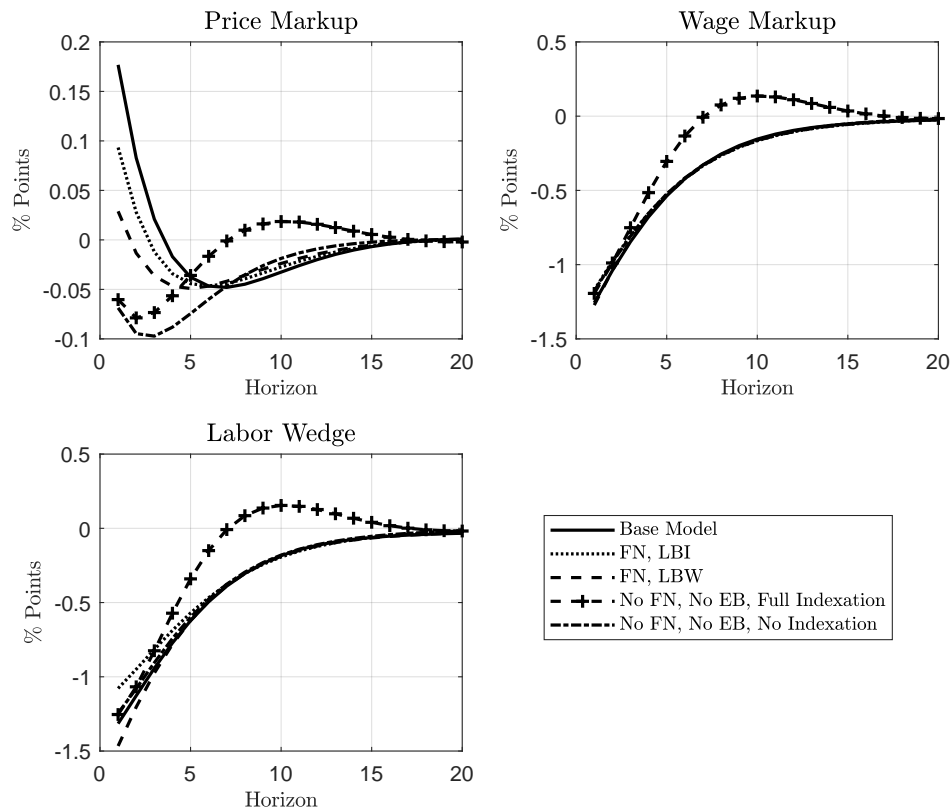 Price Markup
0.2
0.15
0.1
0.05
0
-0.05
-0.1
% Points
0 5 10 15 20
Horizon
Wage Markup
0.5
0
-0.5
-1
-1.5
% Points
0 5 10 15 20
Horizon
Labor Wedge
0.5
0
-0.5
-1
-1.5
% Points
0 5 10 15 20
Horizon
Base Model
FN, LBI
FN, LBW
No FN, No EB, Full Indexation
No FN, No EB, No Indexation